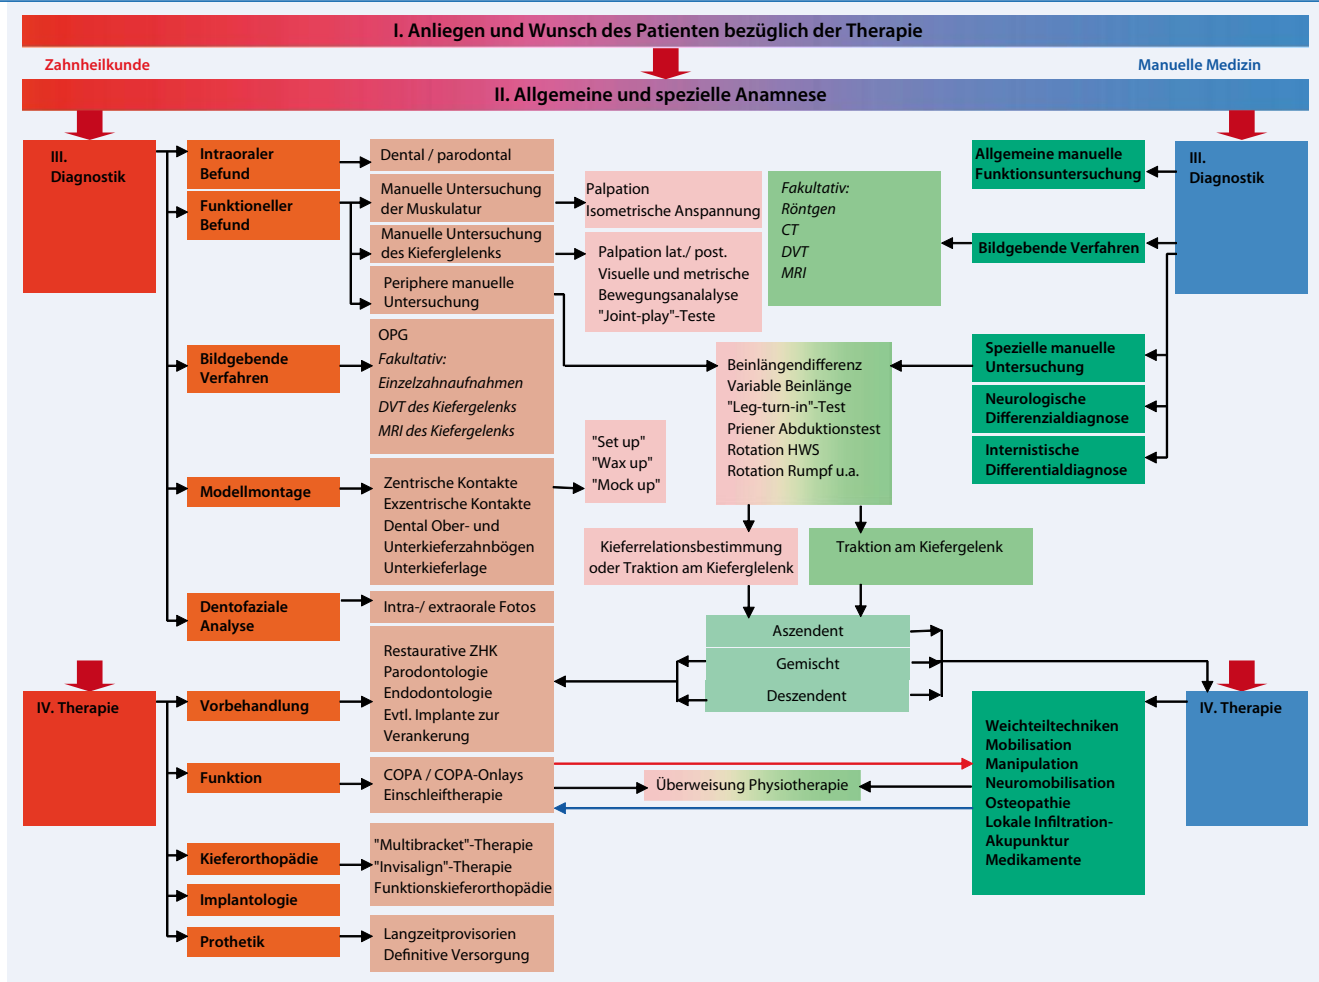 I. Anliegen und Wunsch des Patienten bezüglich der Therapie
Zahnheilkunde
Manuelle Medizin
II. Allgemeine und spezielle Anamnese
III.
Diagnostik
Intraoraler
Befund
Dental / parodontal
Funktioneller
Befund
Manuelle Untersuchung
der Muskulatur
Palpation
Isometrische Anspannung
Manuelle Untersuchung
des Kieferglelenks
Palpation lat./ post.
Visuelle und metrische
Bewegungsanalalyse
"Joint-play"-Teste
Periphere manuelle
Untersuchung
Bildgebende
Verfahren
OPG
Fakultativ:
Einzelzahnaufnahmen
DVT des Kiefergelenks
MRI des Kiefergelenks
Modellmontage
Zentrische Kontakte
Exzentrische Kontakte
Dental Ober- und
Unterkieferzahnbögen
Unterkieferlage
"Set up"
"Wax up"
"Mock up"
Dentofaziale
Analyse
Intra-/ extraorale Fotos
III.
Diagnostik
Allgemeine manuelle
Funktionsuntersuchung
Bildgebende Verfahren
Fakultativ:
Röntgen
CT
DVT
MRI
Spezielle manuelle
Untersuchung
Neurologische
Differenzialdiagnose
Internistische
Differentialdiagnose
Beinlängendifferenz
Variable Beinlänge
"Leg-turn-in"-Test
Priener Abduktionstest
Rotation HWS
Rotation Rumpf u.a.
Kieferrelationsbestimmung
oder Traktion am Kieferglelenk
Traktion am Kiefergelenk
Aszendent
Gemischt
Deszendent
IV. Therapie
Vorbehandlung
Restaurative ZHK
Parodontologie
Endodontologie
Evtl. Implante zur
Verankerung
Funktion
COPA / COPA-Onlays
Einschleiftherapie
Überweisung Physiotherapie
Kieferorthopädie
"Multibracket"-Therapie
"Invisalign"-Therapie
Funktionskieferorthopädie
Implantologie
Prothetik
Langzeitprovisorien
Definitive Versorgung
IV. Therapie
Weichteiltechniken
Mobilisation
Manipulation
Neuromobilisation
Osteopathie
Lokale Infiltration-
Akupunktur
Medikamente